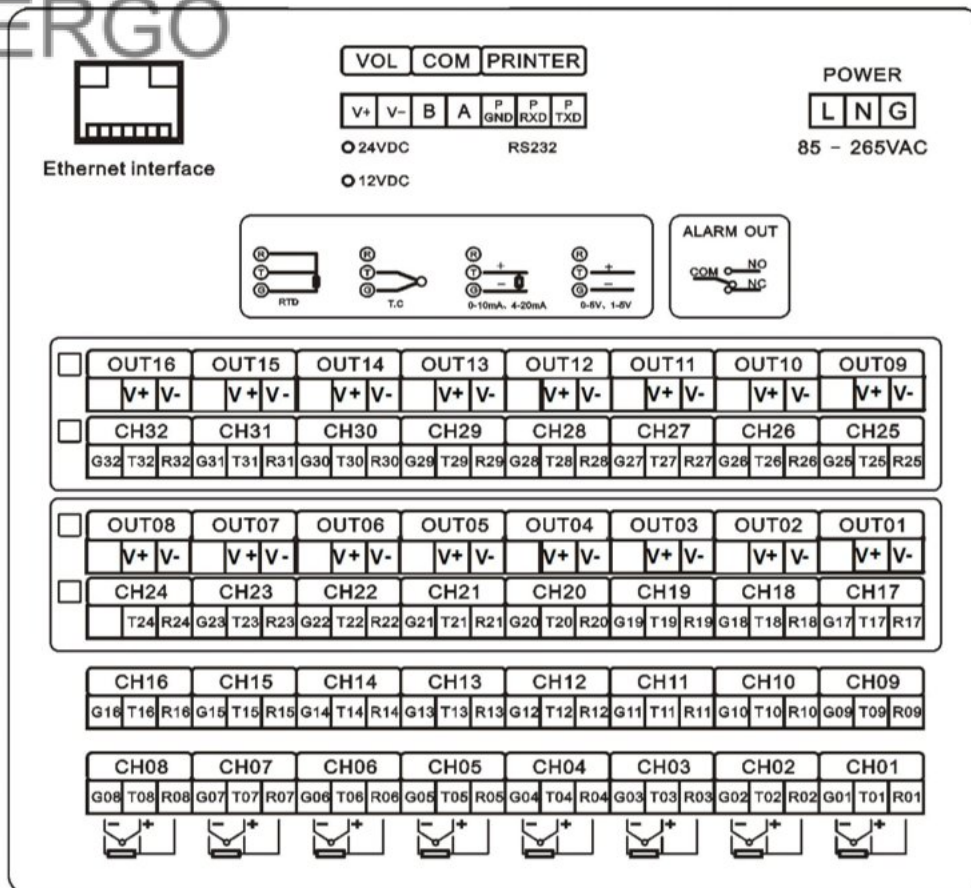 ERGO
VOL COM PRINTER
V+ V- B A P GND P RXD P TXD
24VDC RS232
12VDC
Ethernet interface
POWER
L N G
85 - 265VAC
R T G RTD
R T G T.C
R T G + - 0-10mA、4-20mA
R T G + - 0-5V、1-5V
ALARM OUT
COM NO
NC
OUT16 OUT15 OUT14 OUT13 OUT12 OUT11 OUT10 OUT09
V+ V- V+ V- V+ V- V+ V- V+ V- V+ V- V+ V- V+ V-
CH32 CH31 CH30 CH29 CH28 CH27 CH26 CH25
G32 T32 R32 G31 T31 R31 G30 T30 R30 G29 T29 R29 G28 T28 R28 G27 T27 R27 G26 T26 R26 G25 T25 R25
OUT08 OUT07 OUT06 OUT05 OUT04 OUT03 OUT02 OUT01
V+ V- V+ V- V+ V- V+ V- V+ V- V+ V- V+ V- V+ V-
CH24 CH23 CH22 CH21 CH20 CH19 CH18 CH17
T24 R24 G23 T23 R23 G22 T22 R22 G21 T21 R21 G20 T20 R20 G19 T19 R19 G18 T18 R18 G17 T17 R17
CH16 CH15 CH14 CH13 CH12 CH11 CH10 CH09
G16 T16 R16 G15 T15 R15 G14 T14 R14 G13 T13 R13 G12 T12 R12 G11 T11 R11 G10 T10 R10 G09 T09 R09
CH08 CH07 CH06 CH05 CH04 CH03 CH02 CH01
G08 T08 R08 G07 T07 R07 G06 T06 R06 G05 T05 R05 G04 T04 R04 G03 T03 R03 G02 T02 R02 G01 T01 R01
- + - + - + - + - + - + - + - +